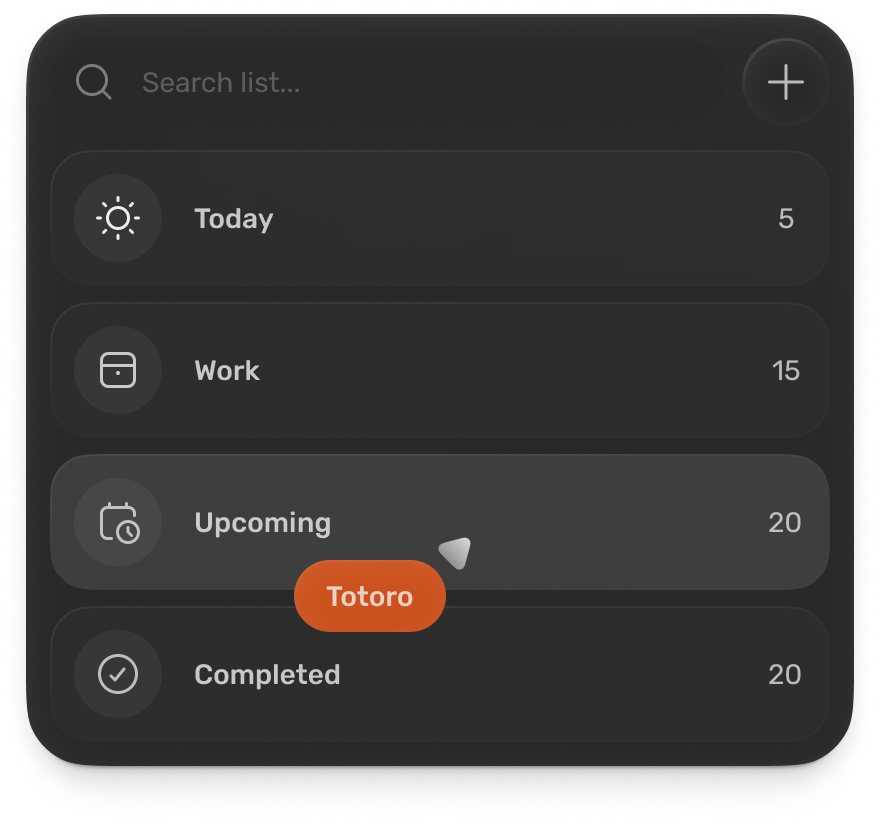 Search list...
Today 5
Work 15
Upcoming 20
Totoro
Completed 20